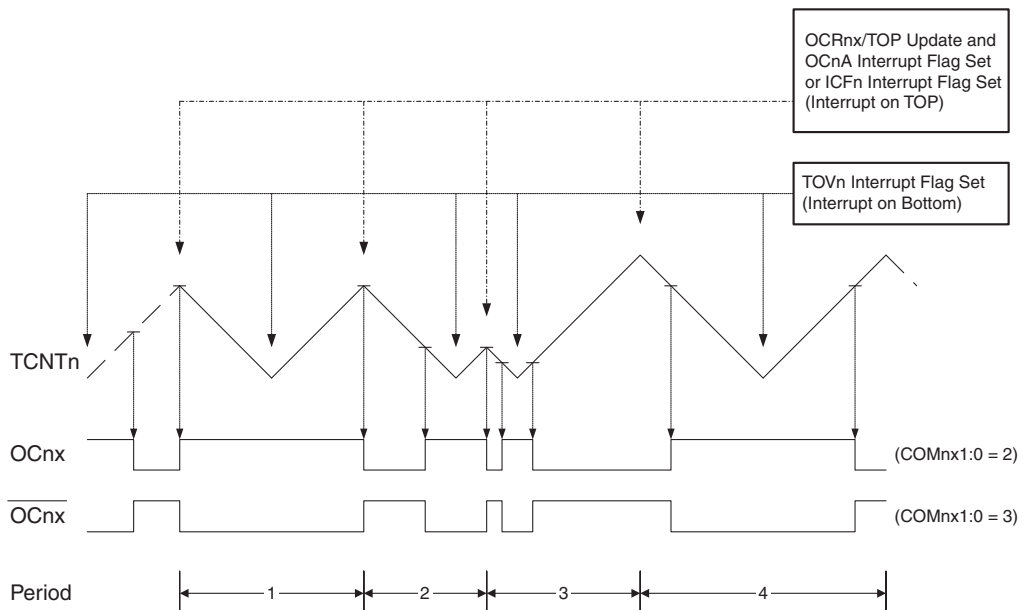 OCRnx/TOP Update and
OCnA Interrupt Flag Set
or ICFn Interrupt Flag Set
(Interrupt on TOP)
TOVn Interrupt Flag Set
(Interrupt on Bottom)
TCNTn
OCnx
(COMnx1:0 = 2)
OCnx
(COMnx1:0 = 3)
Period
1
2
3
4